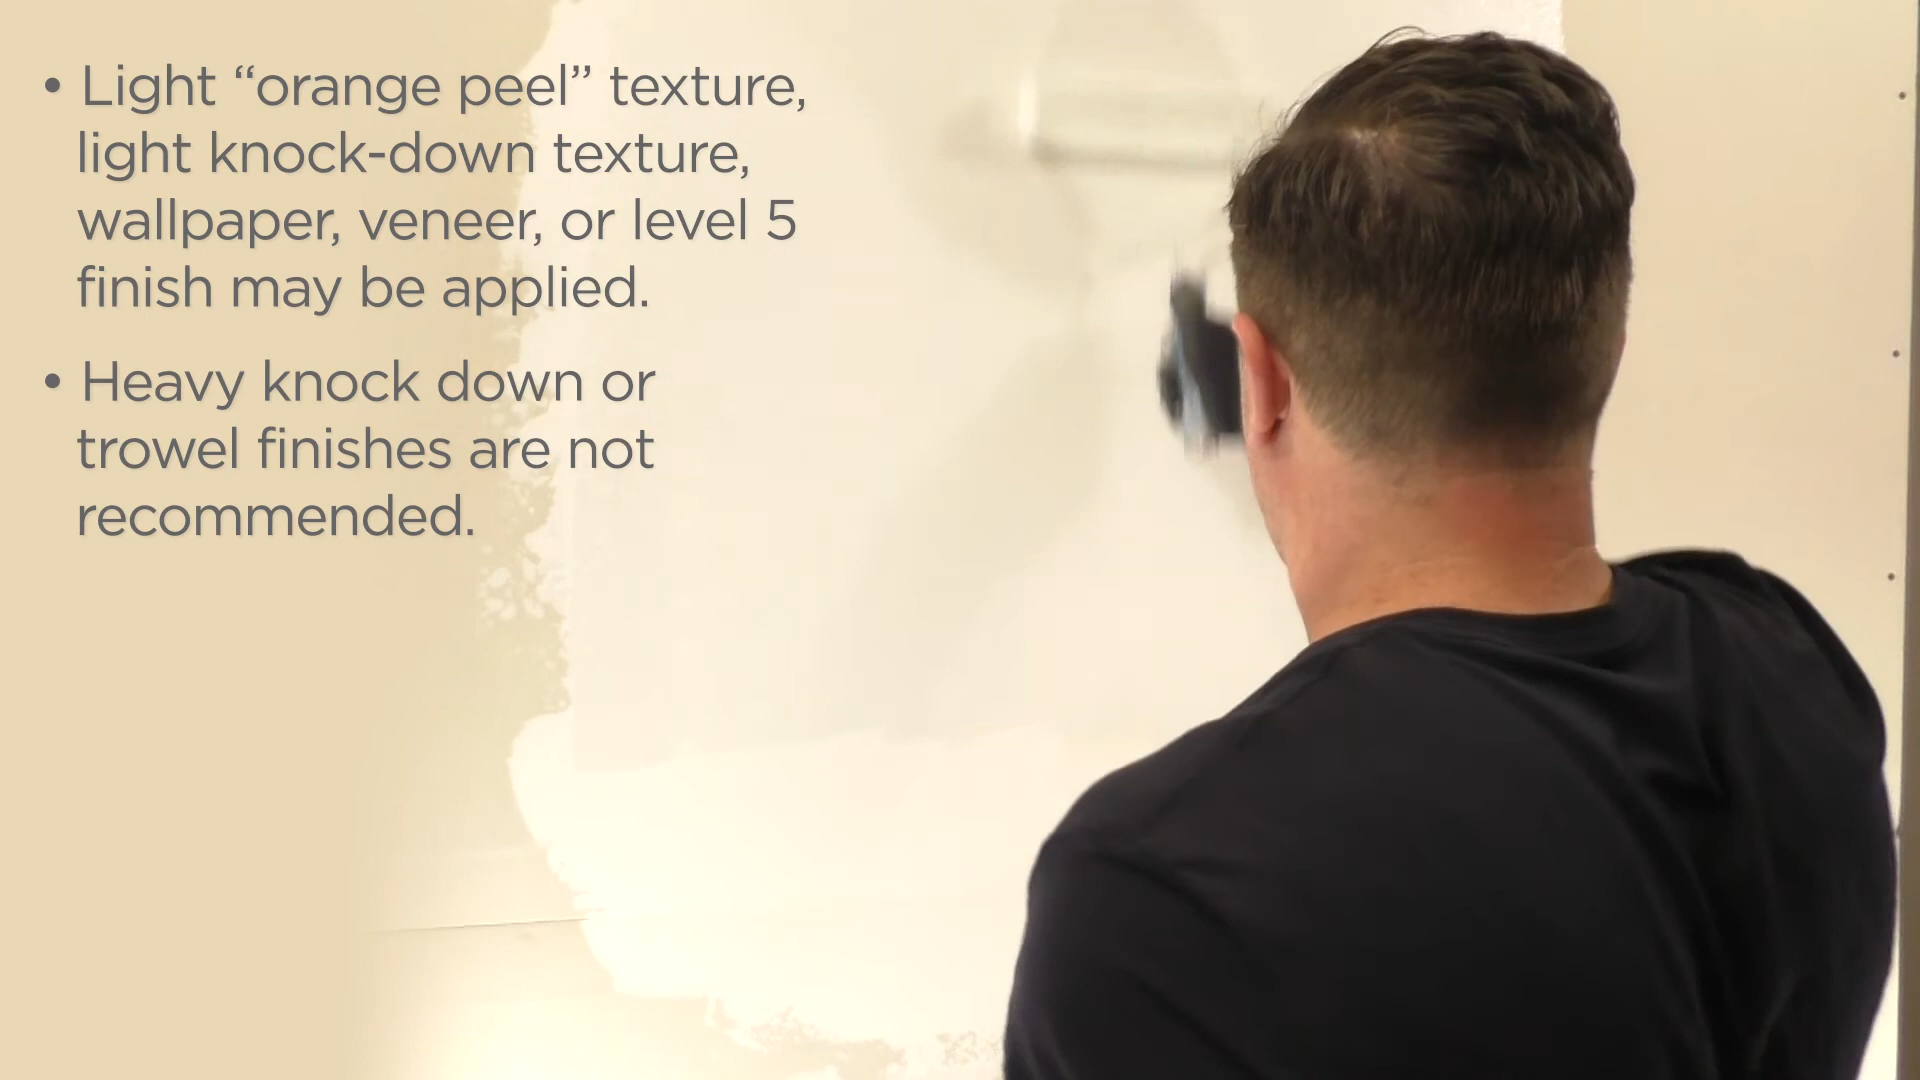 • Light “orange peel” texture,
light knock-down texture,
wallpaper, veneer, or level 5
finish may be applied.
• Heavy knock down or
trowel finishes are not
recommended.